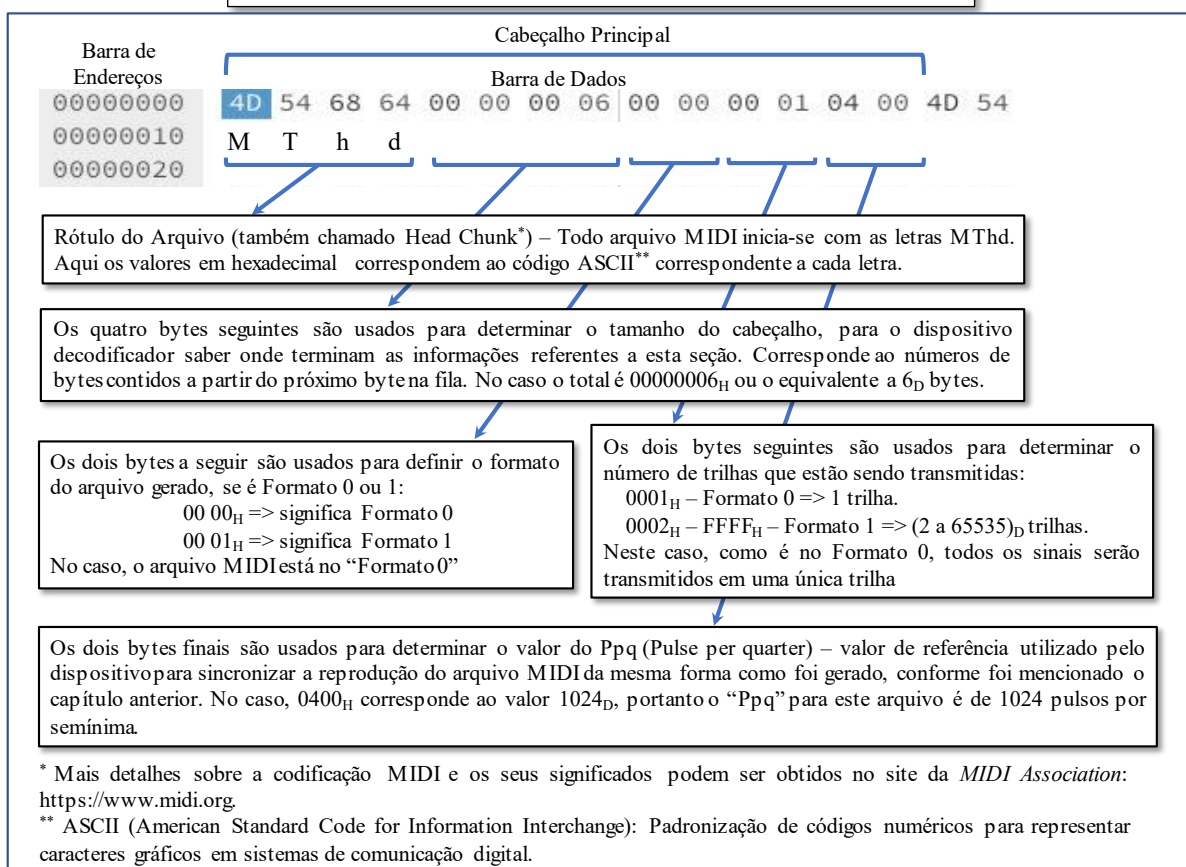 Cabeçalho Principal
Barra de
Endereços
Barra de Dados
00000000 4D 54 68 64 00 00 00 06 00 00 00 01 04 00 4D 54
00000010 M T h d
00000020
Rótulo do Arquivo (também chamado Head Chunk*) – Todo arquivo MIDI inicia-se com as letras MThd.
Aqui os valores em hexadecimal correspondem ao código ASCII** correspondente a cada letra.
Os quatro bytes seguintes são usados para determinar o tamanho do cabeçalho, para o dispositivo
decodificador saber onde terminam as informações referentes a esta seção. Corresponde ao números de
bytes contidos a partir do próximo byte na fila. No caso o total é 00000006H ou o equivalente a 6D bytes.
Os dois bytes a seguir são usados para definir o formato
do arquivo gerado, se é Formato 0 ou 1:
00 00H => significa Formato 0
00 01H => significa Formato 1
No caso, o arquivo MIDI está no “Formato 0”
Os dois bytes seguintes são usados para determinar o
número de trilhas que estão sendo transmitidas:
0001H – Formato 0 => 1 trilha.
0002H – FFFFH – Formato 1 => (2 a 65535)D trilhas.
Neste caso, como é no Formato 0, todos os sinais serão
transmitidos em uma única trilha
Os dois bytes finais são usados para determinar o valor do Ppq (Pulse per quarter) – valor de referência utilizado pelo
dispositivo para sincronizar a reprodução do arquivo MIDI da mesma forma como foi gerado, conforme foi mencionado o
capítulo anterior. No caso, 0400H corresponde ao valor 1024D, portanto o “Ppq” para este arquivo é de 1024 pulsos por
semínima.
* Mais detalhes sobre a codificação MIDI e os seus significados podem ser obtidos no site da MIDI Association:
https://www.midi.org.
** ASCII (American Standard Code for Information Interchange): Padronização de códigos numéricos para representar
caracteres gráficos em sistemas de comunicação digital.